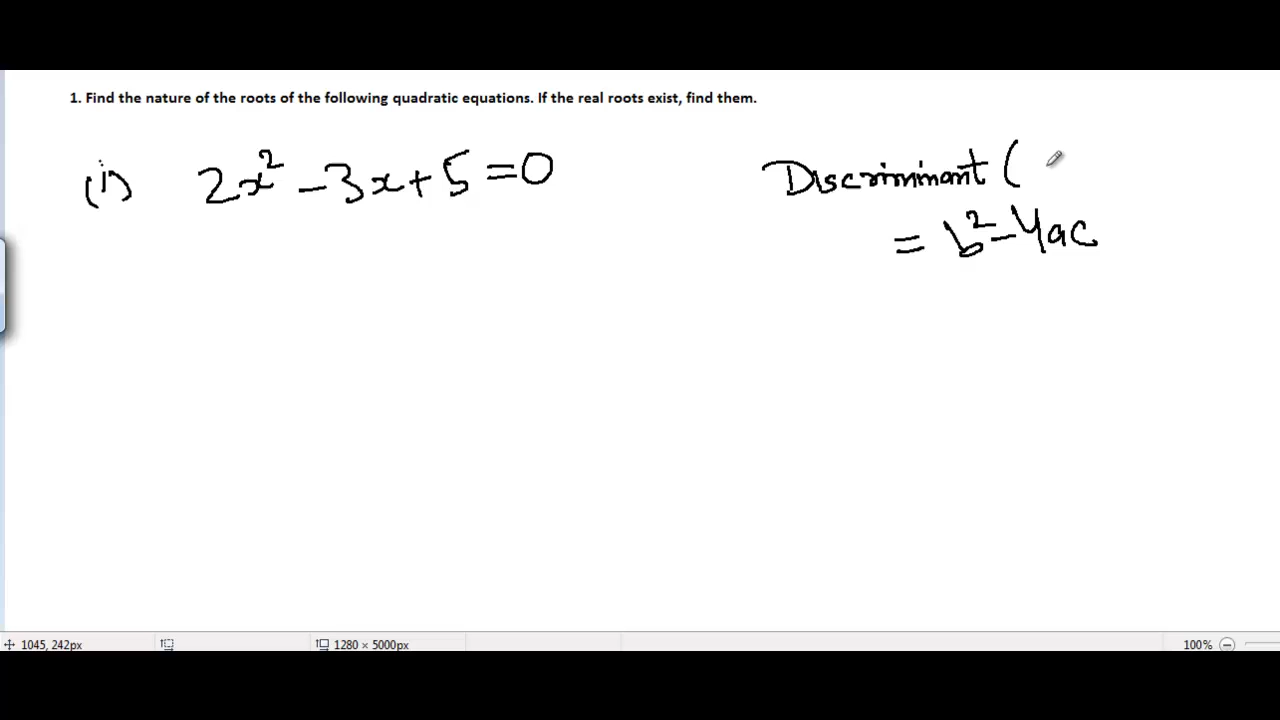 1. Find the nature of the roots of the following quadratic equations. If the real roots exist, find them.
(i) 2x² - 3x + 5 = 0
Discriminant (
= b² - 4ac
1045, 242px
1280 × 5000px
100%